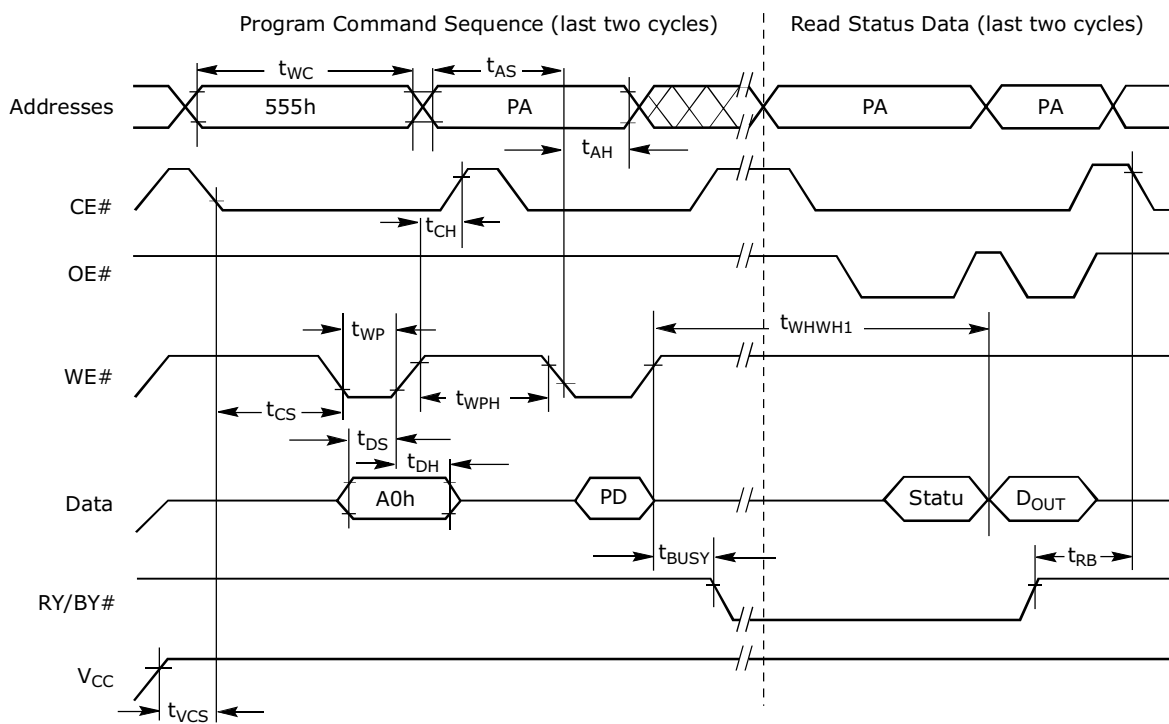 Program Command Sequence (last two cycles)
Read Status Data (last two cycles)
tWC
tAS
Addresses
555h
PA
PA
PA
tAH
CE#
tCH
OE#
tWHWH1
tWP
WE#
tWPH
tCS
tDS
tDH
Data
A0h
PD
Statu
DOUT
tBUSY
tRB
RY/BY#
VCC
tVCS